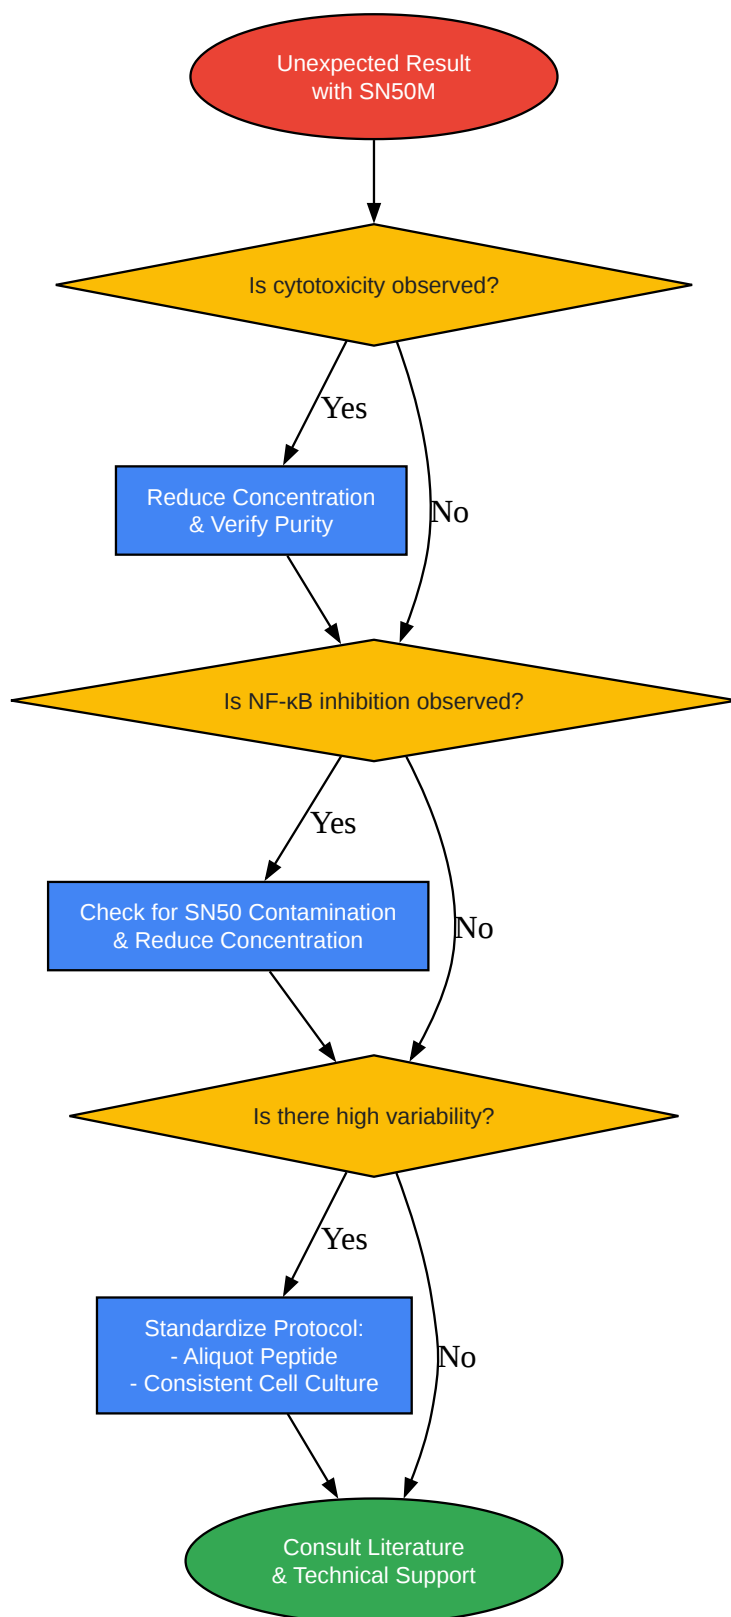 Unexpected Result
with SN50M
Is cytotoxicity observed?
Yes
Reduce Concentration
& Verify Purity
No
Is NF-κB inhibition observed?
Yes
Check for SN50 Contamination
& Reduce Concentration
No
Is there high variability?
Yes
Standardize Protocol:
- Aliquot Peptide
- Consistent Cell Culture
No
Consult Literature
& Technical Support